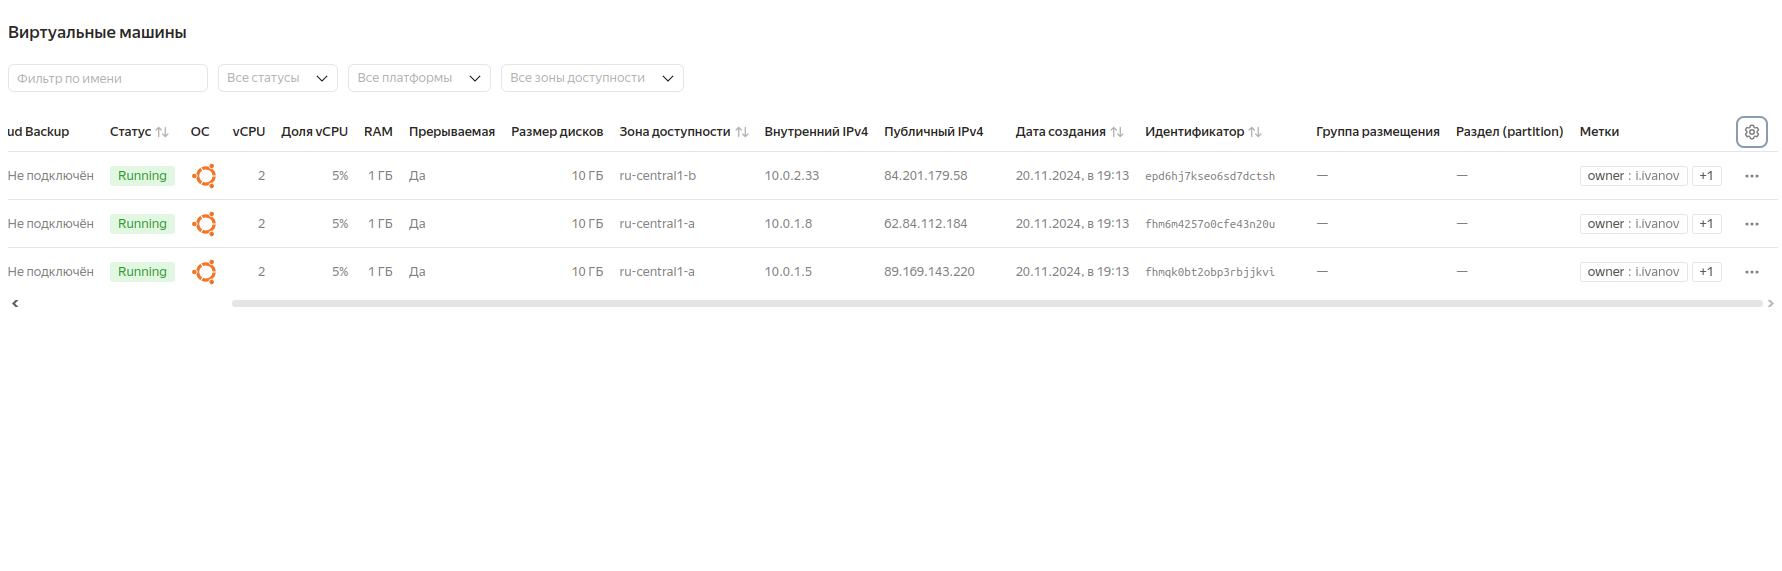 Виртуальные машины
Фильтр по имени Все статусы Все платформы Все зоны доступности
ud Backup Статус ОС vCPU Доля vCPU RAM Прерываемая Размер дисков Зона доступности Внутренний IPv4 Публичный IPv4 Дата создания Идентификатор Группа размещения Раздел (partition) Метки
Не подключён Running 2 5% 1 ГБ Да 10 ГБ ru-central1-b 10.0.2.33 84.201.179.58 20.11.2024, в 19:13 epd6hj7kseo6sd7dctsh — — owner : i.ivanov +1
Не подключён Running 2 5% 1 ГБ Да 10 ГБ ru-central1-a 10.0.1.8 62.84.112.184 20.11.2024, в 19:13 fhm6m4257o0cfe43n20u — — owner : i.ivanov +1
Не подключён Running 2 5% 1 ГБ Да 10 ГБ ru-central1-a 10.0.1.5 89.169.143.220 20.11.2024, в 19:13 fhmqk0bt2obp3rbjjkvi — — owner : i.ivanov +1